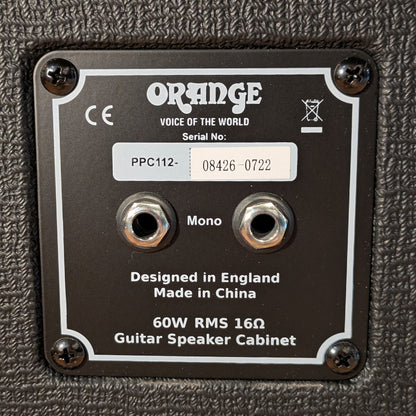 ORANGE
VOICE OF THE WORLD
CE
Serial No:
PPC112- 08426-0722
Mono
Designed in England
Made in China
60W RMS 16Ω
Guitar Speaker Cabinet